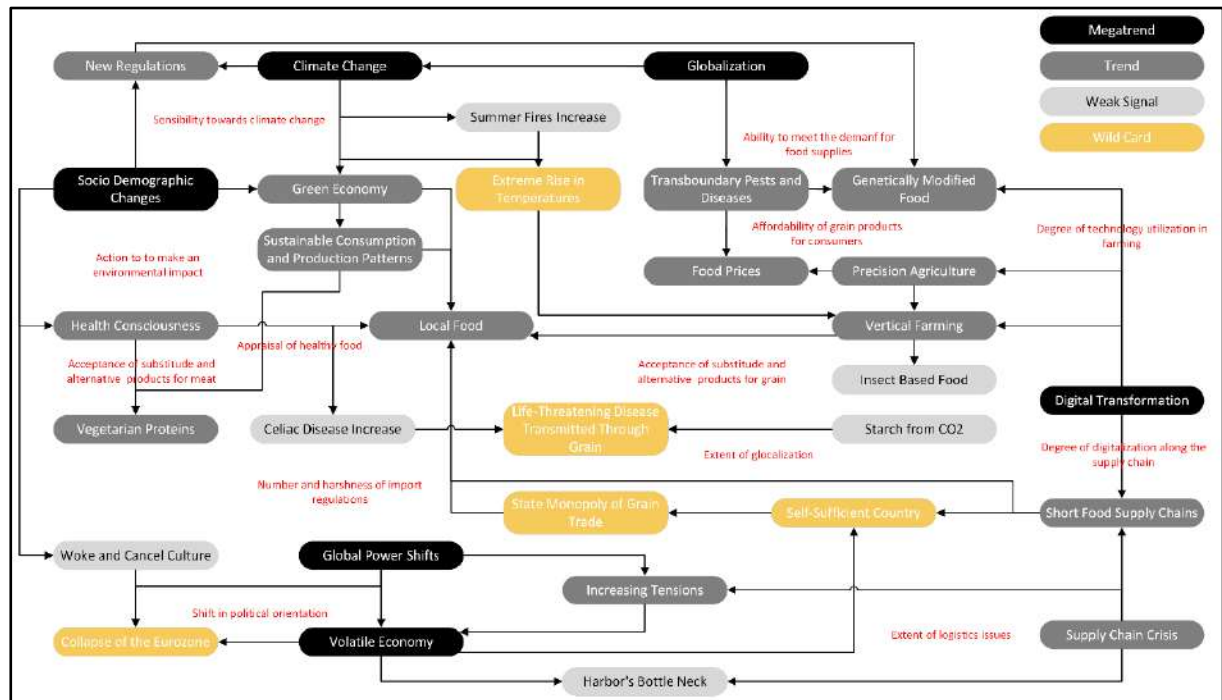 Megatrend
New Regulations
Climate Change
Globalization
Trend
Weak Signal
Sensibility towards climate change
Summer Fires Increase
Ability to meet the demanf for
food supplies
Wild Card
Socio Demographic
Changes
Green Economy
Extreme Rise in
Temperatures
Transboundary Pests and
Diseases
Genetically Modified
Food
Sustainable Consumption
and Production Patterns
Affordability of grain products
for consumers
Degree of technology utilization in
farming
Action to to make an
environmental impact
Food Prices
Precision Agriculture
Health Consciousness
Local Food
Vertical Farming
Appraisal of healthy food
Acceptance of substitude and
alternative products for meat
Acceptance of substitude and
alternative products for grain
Insect Based Food
Digital Transformation
Vegetarian Proteins
Celiac Disease Increase
Life-Threatening Disease
Transmitted Through
Grain
Starch from CO2
Degree of digitalization along the
supply chain
Extent of glocalization
Number and harshness of import
regulations
State Monopoly of Grain
Trade
Self-Sufficient Country
Short Food Supply Chains
Woke and Cancel Culture
Global Power Shifts
Increasing Tensions
Shift in political orientation
Collapse of the Eurozone
Volatile Economy
Extent of logistics issues
Supply Chain Crisis
Harbor's Bottle Neck